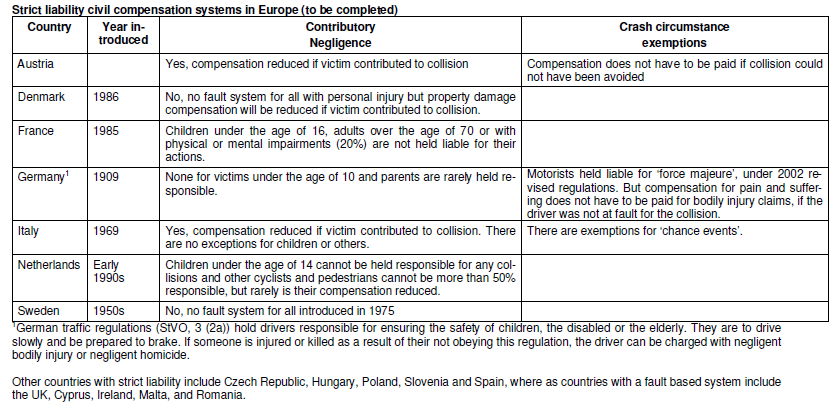 Strict liability civil compensation systems in Europe (to be completed)
Country
Year in-
troduced
Contributory
Negligence
Crash circumstance
exemptions
Austria
Yes, compensation reduced if victim contributed to collision
Compensation does not have to be paid if collision could
not have been avoided
Denmark
1986
No, no fault system for all with personal injury but property damage
compensation will be reduced if victim contributed to collision.
France
1985
Children under the age of 16, adults over the age of 70 or with
physical or mental impairments (20%) are not held liable for their
actions.
Germany1
1909
None for victims under the age of 10 and parents are rarely held re-
sponsible.
Motorists held liable for ‘force majeure’, under 2002 re-
vised regulations. But compensation for pain and suffer-
ing does not have to be paid for bodily injury claims, if the
driver was not at fault for the collision.
Italy
1969
Yes, compensation reduced if victim contributed to collision. There
are no exceptions for children or others.
There are exemptions for ‘chance events’.
Netherlands
Early
1990s
Children under the age of 14 cannot be held responsible for any col-
lisions and other cyclists and pedestrians cannot be more than 50%
responsible, but rarely is their compensation reduced.
Sweden
1950s
No, no fault system for all introduced in 1975
1German traffic regulations (StVO, 3 (2a)) hold drivers responsible for ensuring the safety of children, the disabled or the elderly. They are to drive
slowly and be prepared to brake. If someone is injured or killed as a result of their not obeying this regulation, the driver can be charged with negligent
bodily injury or negligent homicide.
Other countries with strict liability include Czech Republic, Hungary, Poland, Slovenia and Spain, where as countries with a fault based system include
the UK, Cyprus, Ireland, Malta, and Romania.